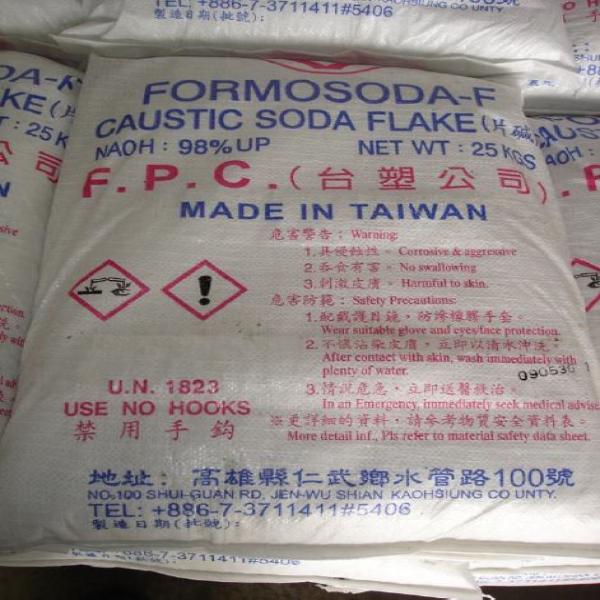 TEL: +886-7-3711411#5406
製造日期(批號):
FORMOSODA-F
CAUSTIC SODA FLAKE(片碱)
NAOH: 98%UP NET WT: 25 KGS
F.P.C.(台塑公司)
MADE IN TAIWAN
危害警告: Warning:
1.具侵蝕性。 Corrosive & aggressive
2.吞食有害。 No swallowing
3.刺激皮膚。 Harmful to skin.
危害防範: Safety Precautions:
1.配戴護目鏡,防滲橡膠手套。
Wear suitable glove and eyes/face protection.
2.不慎沾染皮膚,立即以清水沖洗。
After contact with skin, wash immediately with
plenty of water.
090530
3.情況危急,立即送醫救治。
In an Emergency, immediately seek medical advise
※更詳細的資料,請參考物質安全資料表。
More detail inf., Pls refer to material safety data sheet.
U.N. 1823
USE NO HOOKS
禁用手鈎
地址: 高雄縣仁武鄉水管路100號
NO.100 SHUI-GUAN RD, JEN-WU SHIAN KAOHSIUNG CO UNTY.
TEL: +886-7-3711411#5406
製造日期(批號):
+886-7-3711411#5406